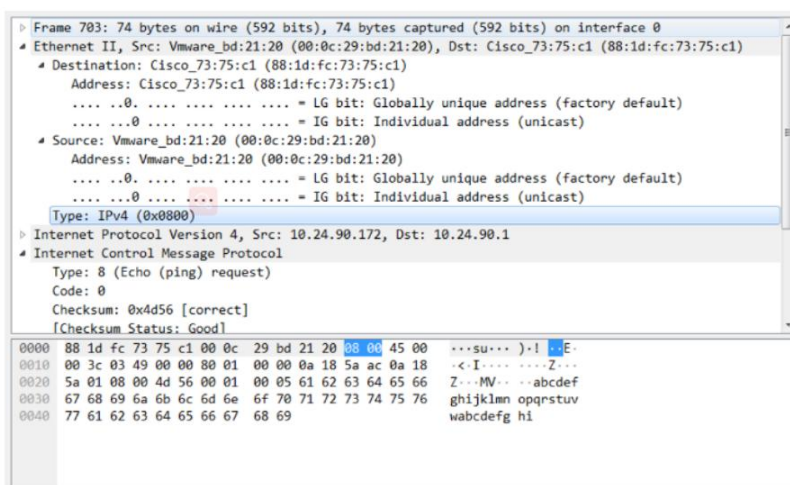 Frame 703: 74 bytes on wire (592 bits), 74 bytes captured (592 bits) on interface 0
Ethernet II, Src: Vmware_bd:21:20 (00:0c:29:bd:21:20), Dst: Cisco_73:75:c1 (88:1d:fc:73:75:c1)
Destination: Cisco_73:75:c1 (88:1d:fc:73:75:c1)
Address: Cisco_73:75:c1 (88:1d:fc:73:75:c1)
.... ..0. .... .... .... .... = LG bit: Globally unique address (factory default)
.... ...0 .... .... .... .... = IG bit: Individual address (unicast)
Source: Vmware_bd:21:20 (00:0c:29:bd:21:20)
Address: Vmware_bd:21:20 (00:0c:29:bd:21:20)
.... ..0. .... .... .... .... = LG bit: Globally unique address (factory default)
.... ...0 .... .... .... .... = IG bit: Individual address (unicast)
Type: IPv4 (0x0800)
Internet Protocol Version 4, Src: 10.24.90.172, Dst: 10.24.90.1
Internet Control Message Protocol
Type: 8 (Echo (ping) request)
Code: 0
Checksum: 0x4d56 [correct]
[Checksum Status: Good]
0000 88 1d fc 73 75 c1 00 0c 29 bd 21 20 08 00 45 00 ···su··· )·! ··E·
0010 00 3c 03 49 00 00 80 01 00 00 0a 18 5a ac 0a 18 ·<·I···· ····Z···
0020 5a 01 08 00 4d 56 00 01 00 05 61 62 63 64 65 66 Z···MV·· ··abcdef
0030 67 68 69 6a 6b 6c 6d 6e 6f 70 71 72 73 74 75 76 ghijklmn opqrstuv
0040 77 61 62 63 64 65 66 67 68 69 wabcdefg hi